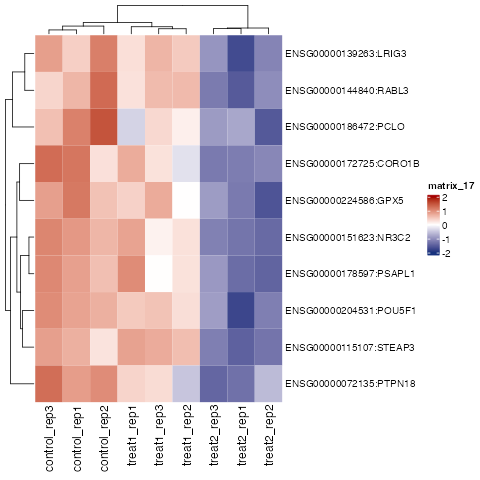 ENSG00000139263:LRIG3
ENSG00000144840:RABL3
ENSG00000186472:PCLO
ENSG00000172725:CORO1B
ENSG00000224586:GPX5
ENSG00000151623:NR3C2
ENSG00000178597:PSAPL1
ENSG00000204531:POU5F1
ENSG00000115107:STEAP3
ENSG00000072135:PTPN18
matrix_17
2
1
0
-1
-2
control_rep3
control_rep1
control_rep2
treat1_rep1
treat1_rep3
treat1_rep2
treat2_rep3
treat2_rep1
treat2_rep2